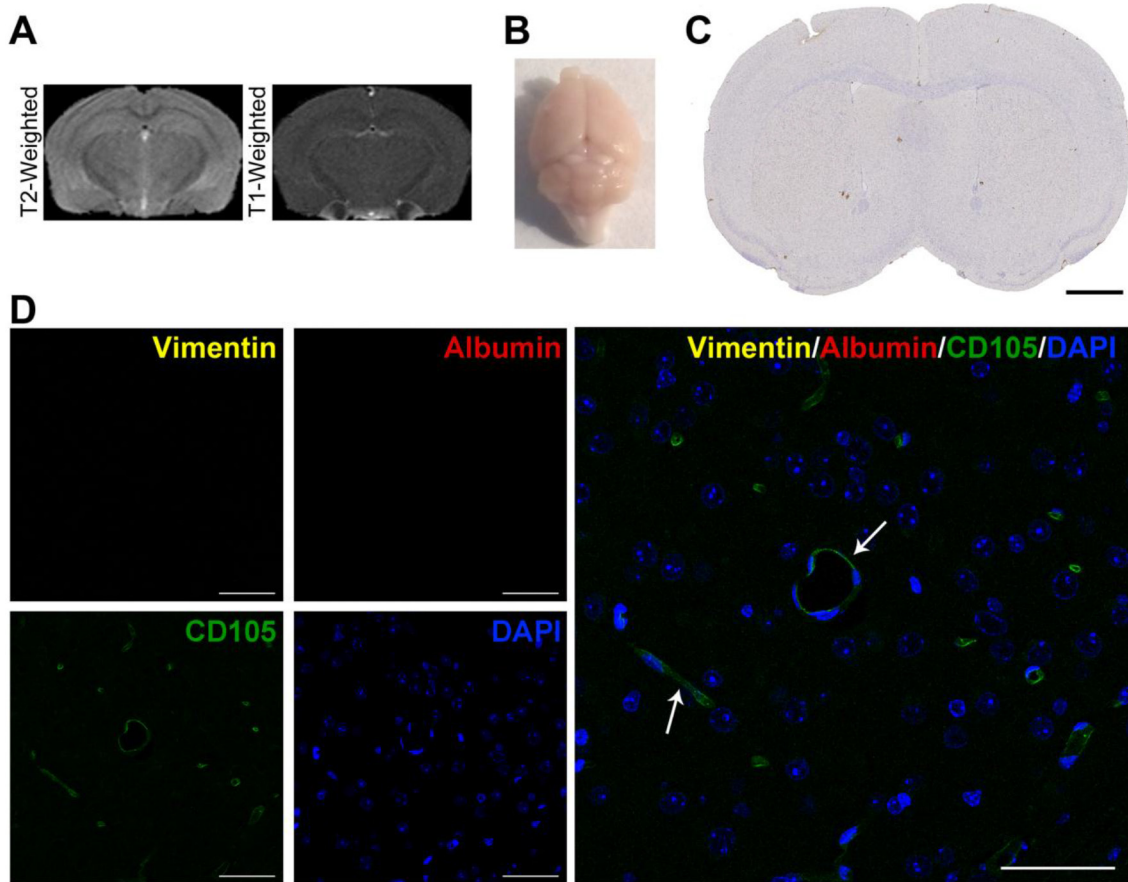 A
B
C
T2-Weighted
T1-Weighted
D
Vimentin
Albumin
Vimentin/Albumin/CD105/DAPI
CD105
DAPI